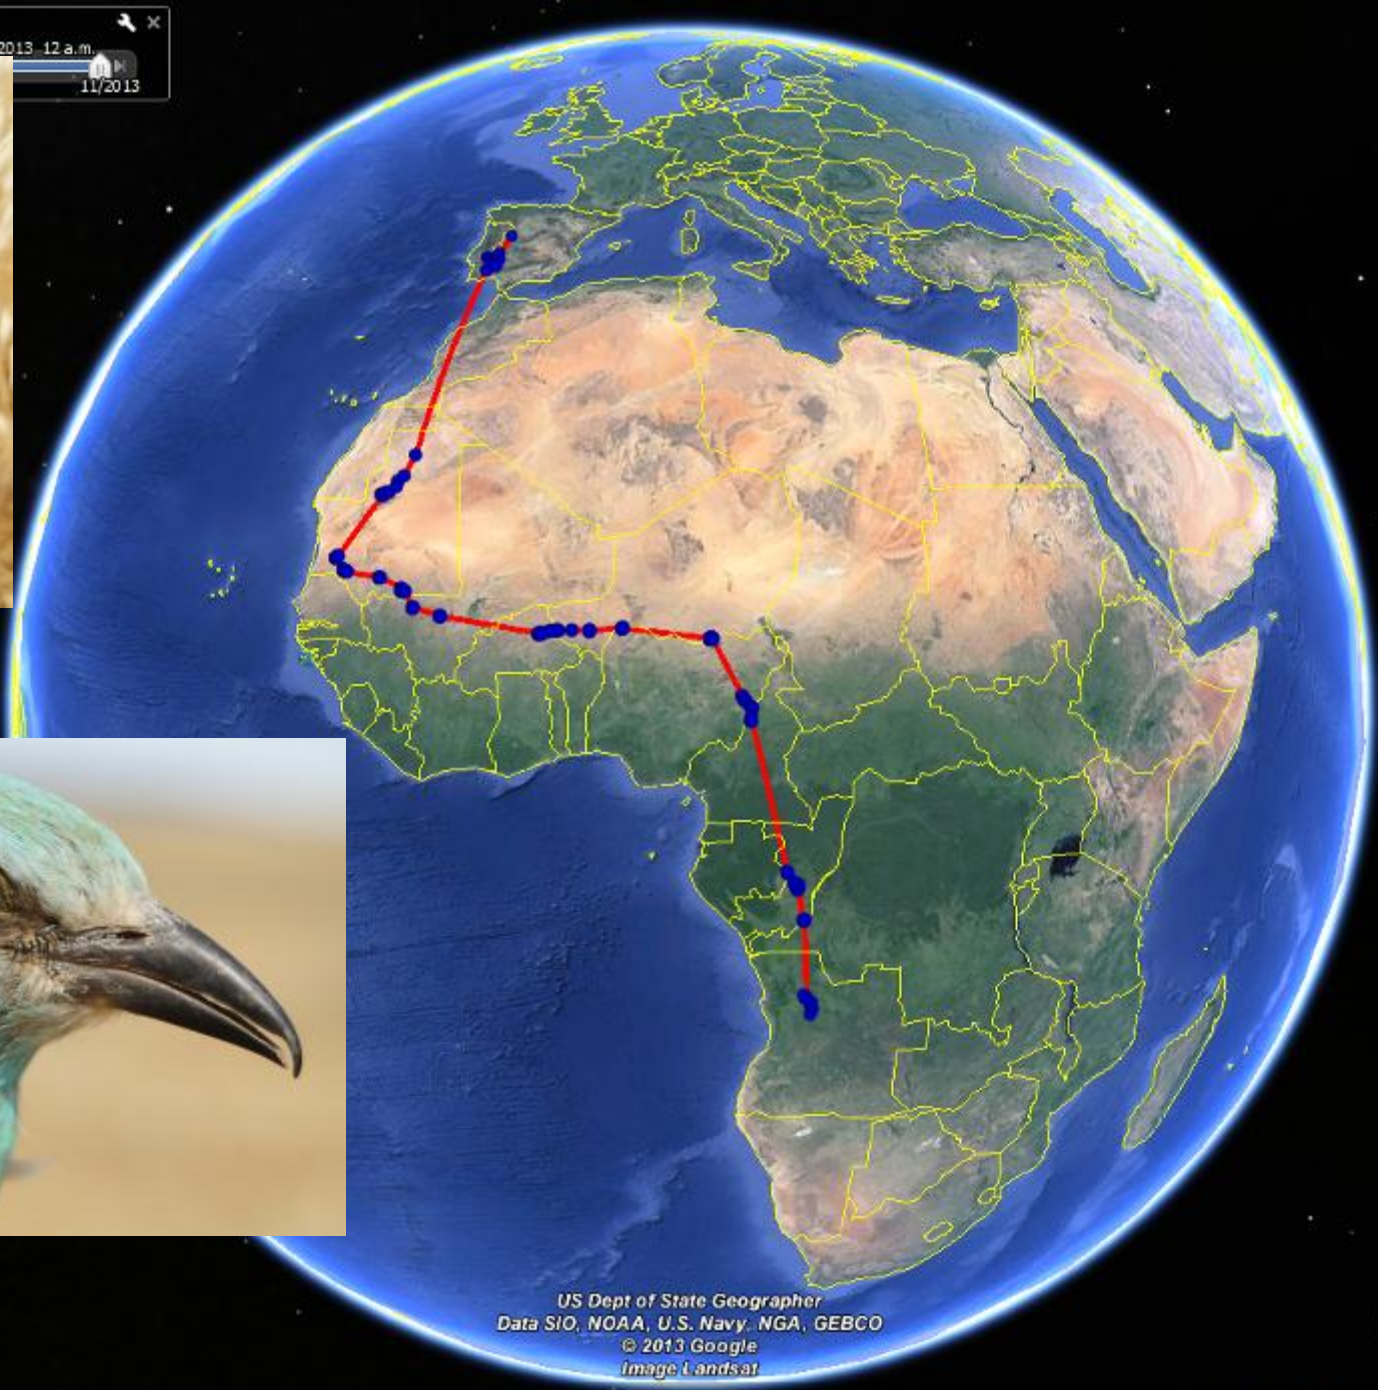 2013 12 a.m.
11/2013
US Dept of State Geographer
Data SIO, NOAA, U.S. Navy, NGA, GEBCO
© 2013 Google
Image Landsat